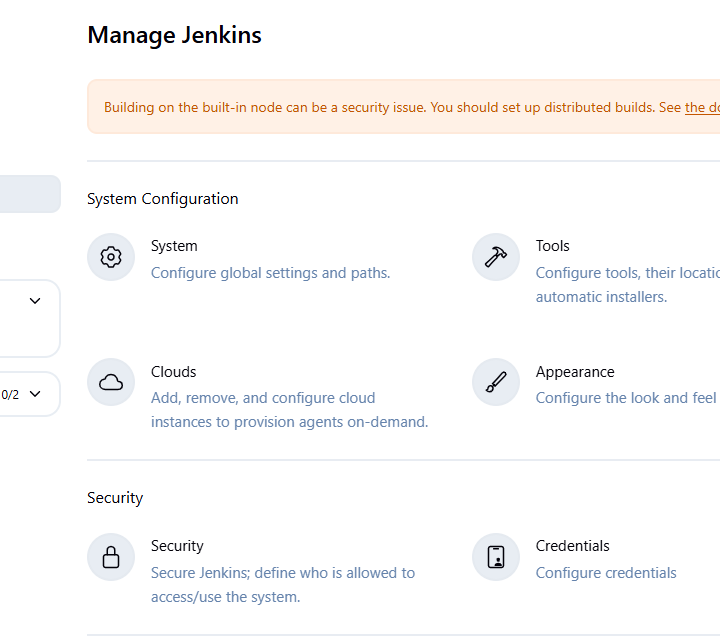 Manage Jenkins
Building on the built-in node can be a security issue. You should set up distributed builds. See the do
System Configuration
System
Configure global settings and paths.
Tools
Configure tools, their locatio
automatic installers.
0/2
Clouds
Add, remove, and configure cloud
instances to provision agents on-demand.
Appearance
Configure the look and feel
Security
Security
Secure Jenkins; define who is allowed to
access/use the system.
Credentials
Configure credentials